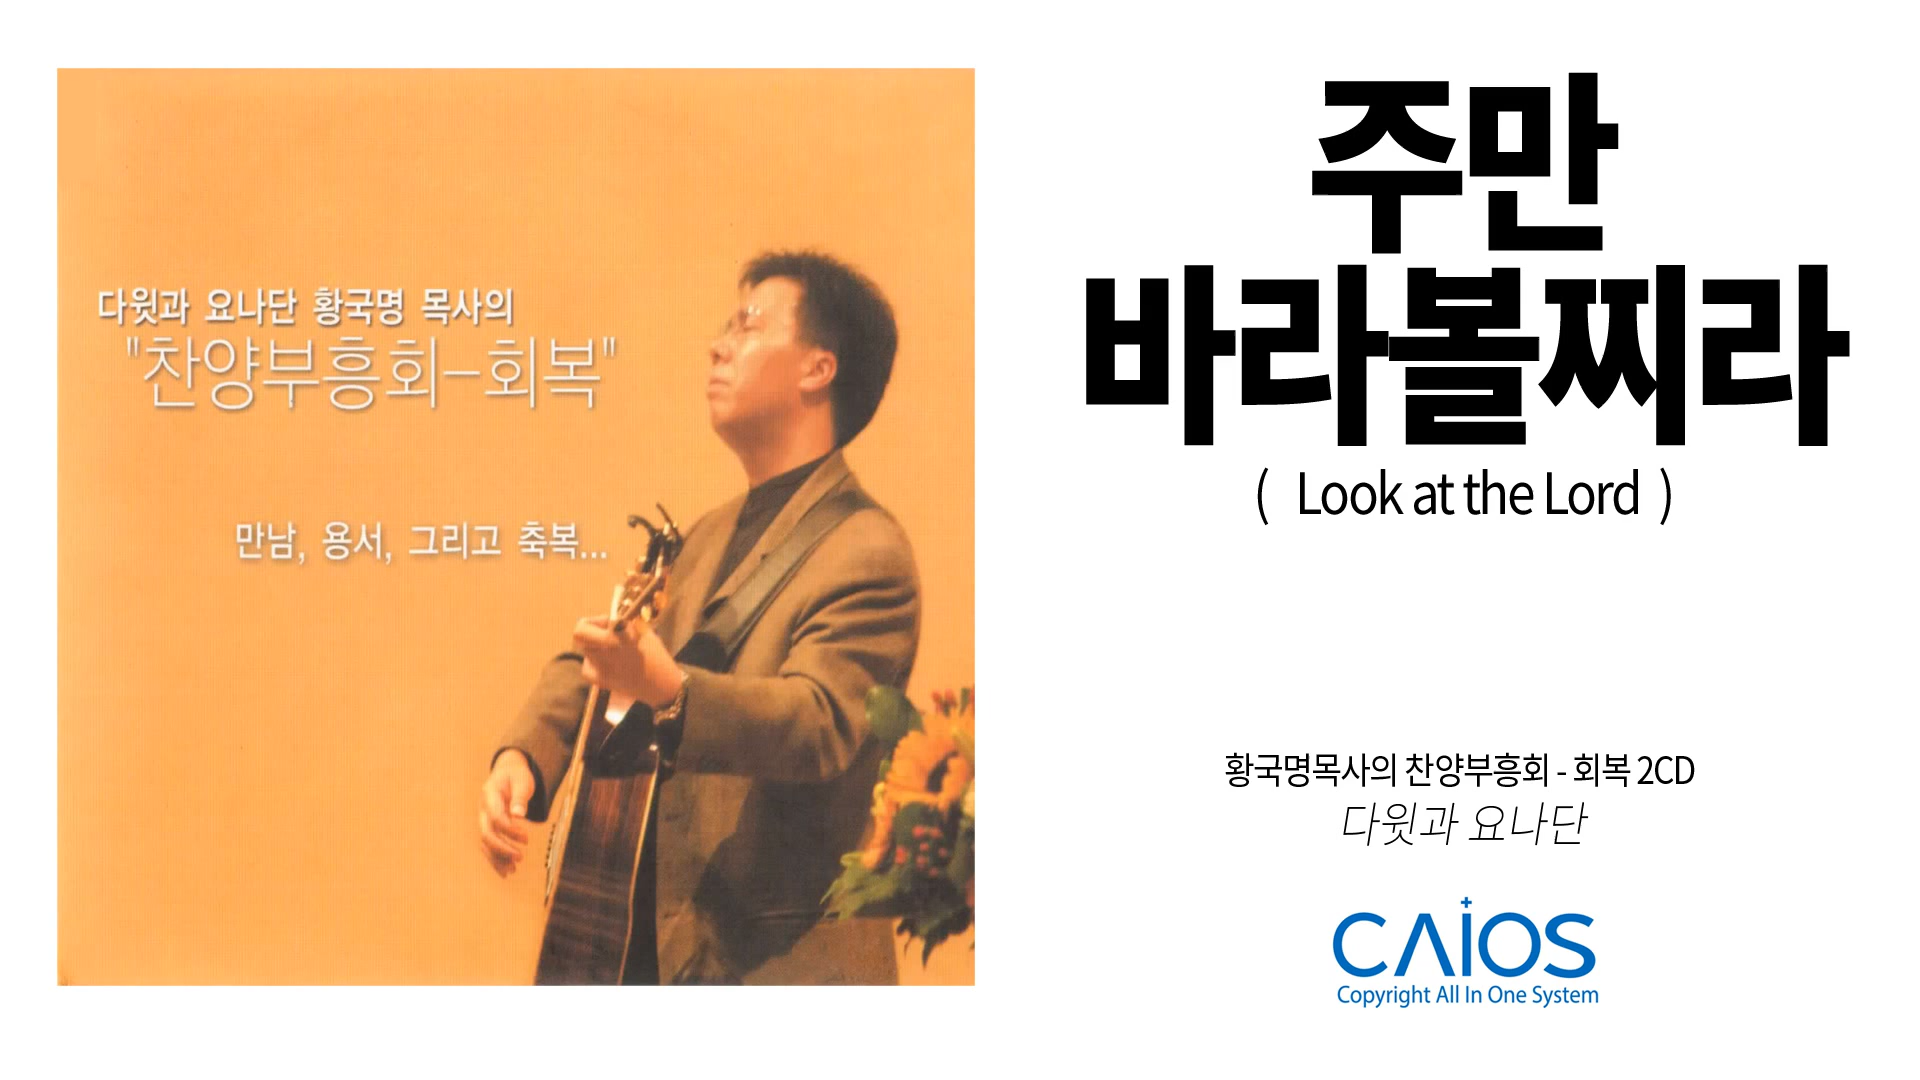 다윗과 요나단 황국명 목사의
"찬양부흥회-회복"
만남, 용서, 그리고 축복...
주만
바라볼찌라
( Look at the Lord )
황국명목사의 찬양부흥회 - 회복 2CD
다윗과 요나단
CAiOS
Copyright All In One System